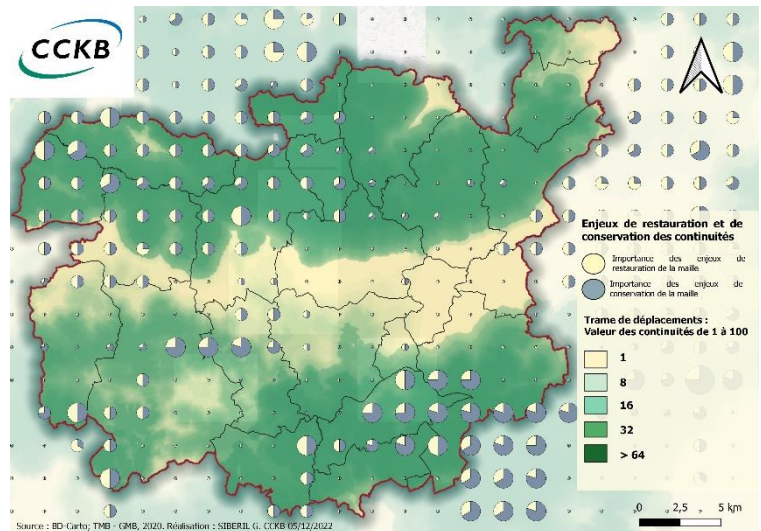 CCKB
Enjeux de restauration et de
conservation des continuités
Importance des enjeux de
restauration de la maille
Importance des enjeux de
conservation de la maille
Trame de déplacements :
Valeur des continuités de 1 à 100
1
8
16
32
> 64
0 2,5 5 km
Source : BD-Carto; TMB - GMB, 2020. Réalisation : SIBERIL G. CCKB 05/12/2022